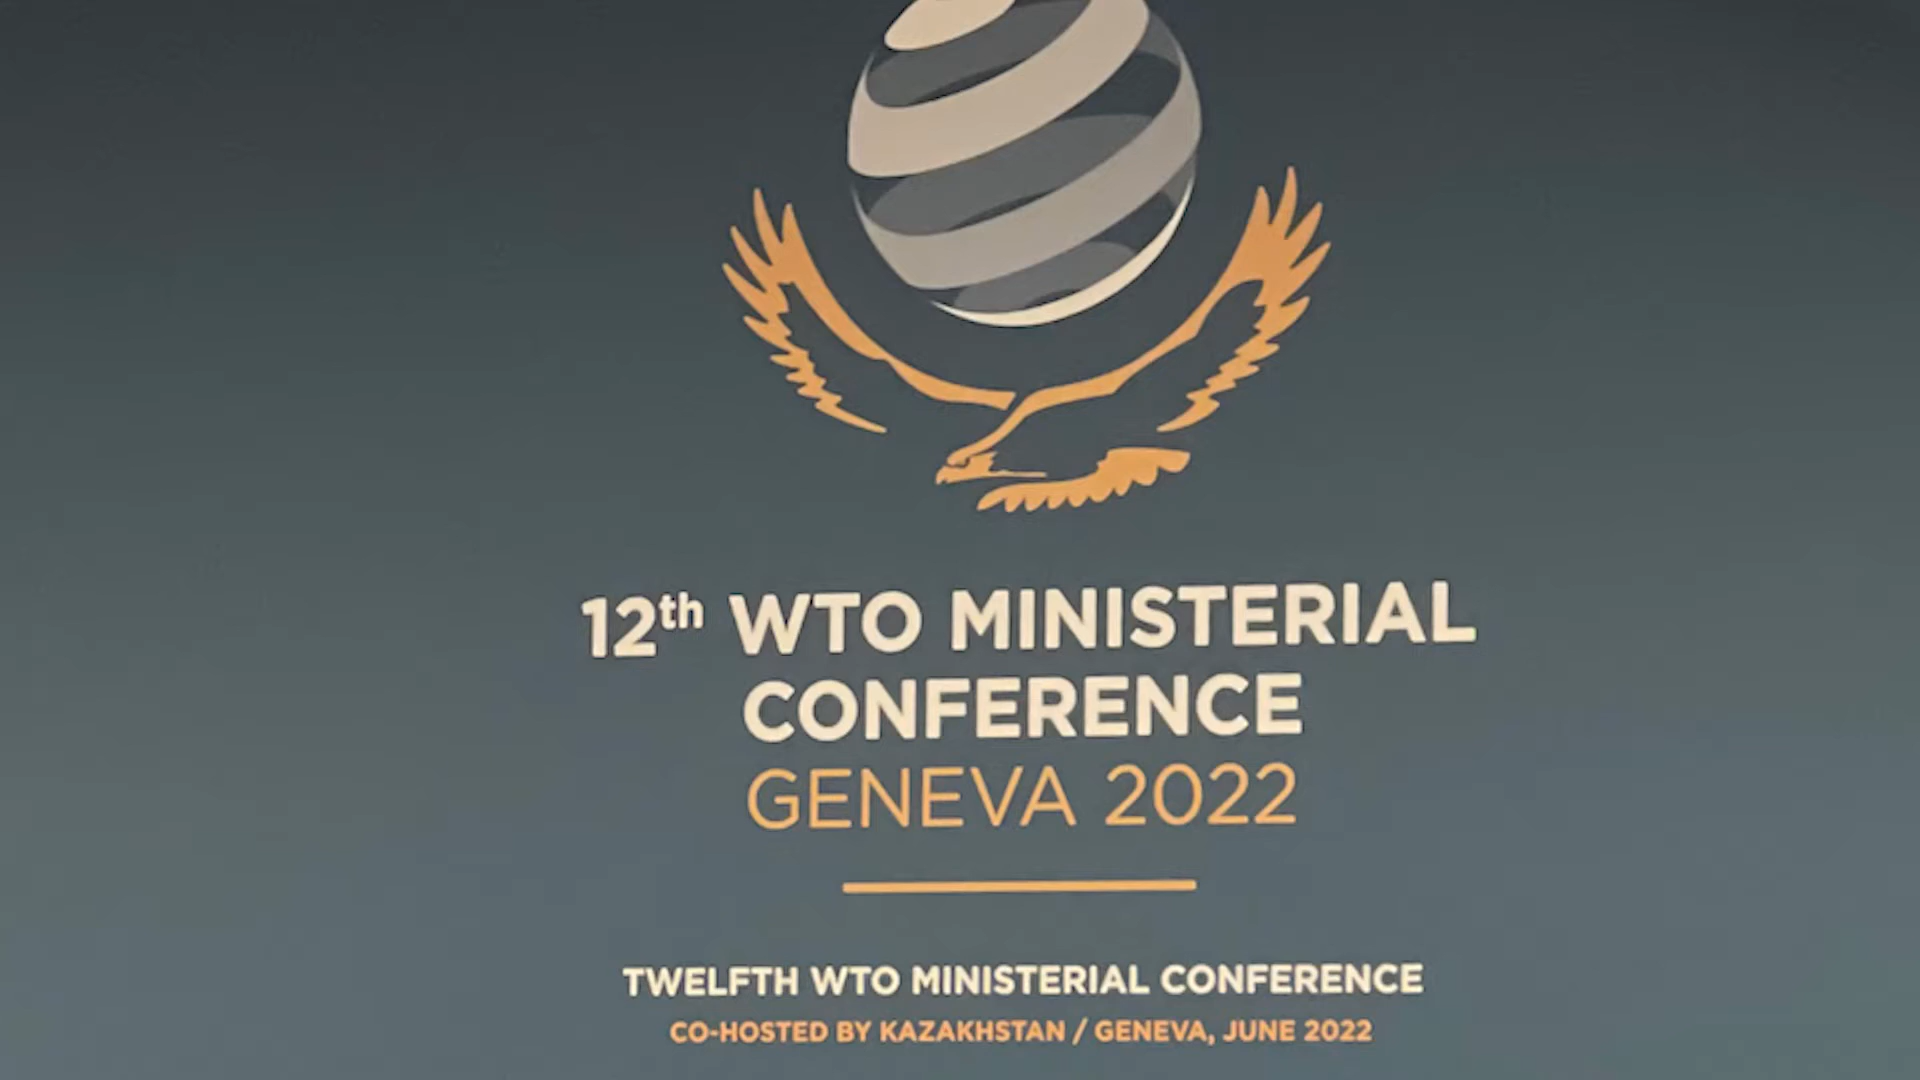 12th WTO MINISTERIAL
CONFERENCE
GENEVA 2022
TWELFTH WTO MINISTERIAL CONFERENCE
CO-HOSTED BY KAZAKHSTAN / GENEVA, JUNE 2022